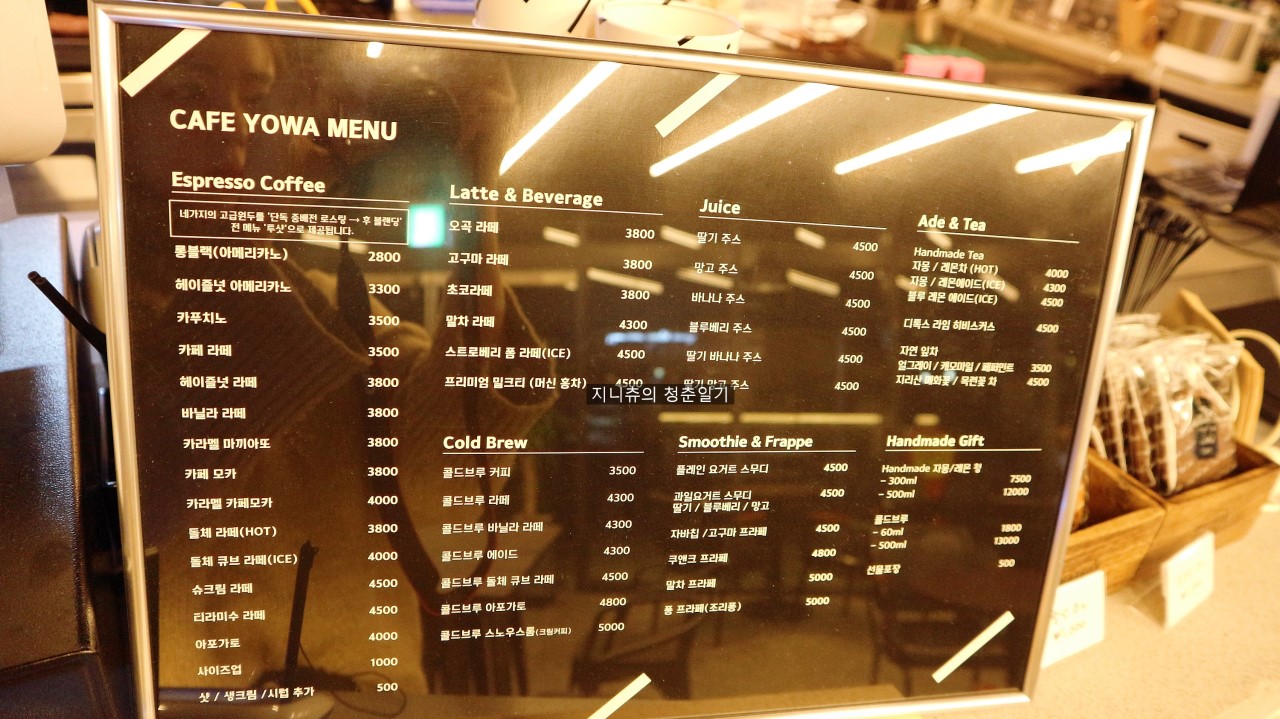 CAFE YOWA MENU
Espresso Coffee
네가지의 고급원두를 '단독 중배전 로스팅 → 후 블랜딩'
전 메뉴 '투샷'으로 제공됩니다.
롱블랙(아메리카노) 2800
헤이즐넛 아메리카노 3300
카푸치노 3500
카페 라떼 3500
헤이즐넛 라떼 3800
바닐라 라떼 3800
카라멜 마끼아또 3800
카페 모카 3800
카라멜 카페모카 4000
돌체 라떼(HOT) 3800
돌체 큐브 라떼(ICE) 4000
슈크림 라떼 4500
티라미수 라떼 4500
아포가토 4000
사이즈업 1000
샷 / 생크림 /시럽 추가 500
Latte & Beverage
오곡 라떼 3800
고구마 라떼 3800
초코라떼 3800
말차 라떼 4300
스트로베리 폼 라떼(ICE) 4500
프리미엄 밀크티 (머신 홍차) 4500
Juice
딸기 주스 4500
망고 주스 4500
바나나 주스 4500
블루베리 주스 4500
딸기 바나나 주스 4500
딸기 망고 주스 4500
Ade & Tea
Handmade Tea
자몽 / 레몬차 (HOT) 4000
자몽 / 레몬에이드(ICE) 4300
블루 레몬 에이드(ICE) 4500
디톡스 라임 히비스커스 4500
자연 잎차
얼그레이 / 캐모마일 / 페퍼민트 3500
지리산 매화꽃 / 목련꽃 차 4500
지니쥬의 청춘일기
Cold Brew
콜드브루 커피 3500
콜드브루 라떼 4300
콜드브루 바닐라 라떼 4300
콜드브루 에이드 4300
콜드브루 돌체 큐브 라떼 4500
콜드브루 아포가토 4800
콜드브루 스노우스톰(크림커피) 5000
Smoothie & Frappe
플레인 요거트 스무디 4500
과일요거트 스무디 4500
딸기 / 블루베리 / 망고
자바칩 /고구마 프라페 4500
쿠앤크 프라페 4800
말차 프라페 5000
퐁 프라페(조리퐁) 5000
Handmade Gift
Handmade 자몽/레몬 청
- 300ml 7500
- 500ml 12000
콜드브루
- 60ml 1800
- 500ml 13000
선물포장 500